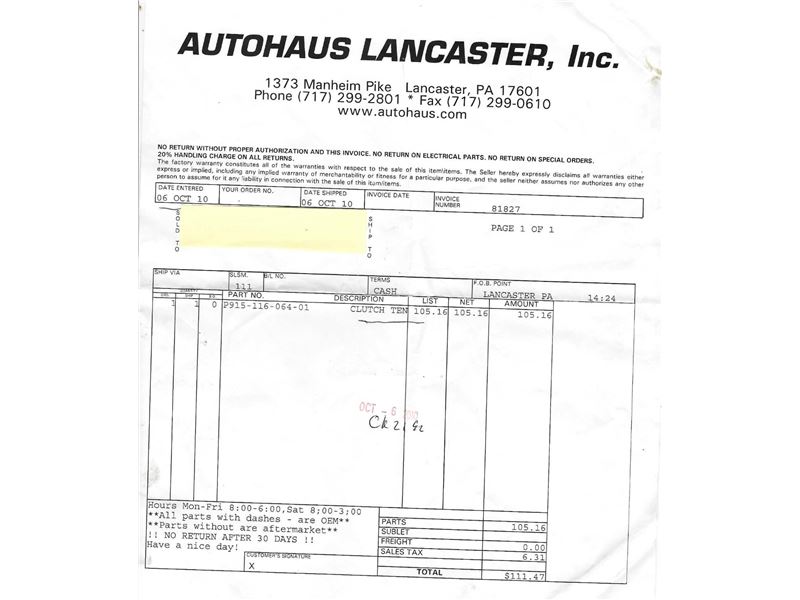 AUTOHAUS LANCASTER, Inc.
1373 Manheim Pike Lancaster, PA 17601
Phone (717) 299-2801 * Fax (717) 299-0610
www.autohaus.com
NO RETURN WITHOUT PROPER AUTHORIZATION AND THIS INVOICE. NO RETURN ON ELECTRICAL PARTS. NO RETURN ON SPECIAL ORDERS.
20% HANDLING CHARGE ON ALL RETURNS.
The factory warranty constitutes all of the warranties with respect to the sale of this item/items. The Seller hereby expressly disclaims all warranties either
express or implied, including any implied warranty of merchantability or fitness for a particular purpose, and the seller neither assumes nor authorizes any other
person to assume for it any liability in connection with the sale of this item/items.
DATE ENTERED YOUR ORDER NO. DATE SHIPPED INVOICE DATE INVOICE NUMBER
06 OCT 10 06 OCT 10 81827
SOLD TO SHIP TO PAGE 1 OF 1
SHIP VIA SLSM. B/L NO. TERMS F.O.B. POINT
111 CASH LANCASTER PA 14:24
QUANTITY
ORD. SHP. B.O. PART NO. DESCRIPTION LIST NET AMOUNT
1 1 0 P915-116-064-01 CLUTCH TEN 105.16 105.16 105.16
OCT - 6 2010
Ck
Hours Mon-Fri 8:00-6:00,Sat 8;00-3;00
**All parts with dashes - are OEM**
**Parts without are aftermarket**
!! NO RETURN AFTER 30 DAYS !!
Have a nice day!
CUSTOMER'S SIGNATURE
X
PARTS 105.16
SUBLET
FREIGHT 0.00
SALES TAX 6.31
TOTAL $111.47